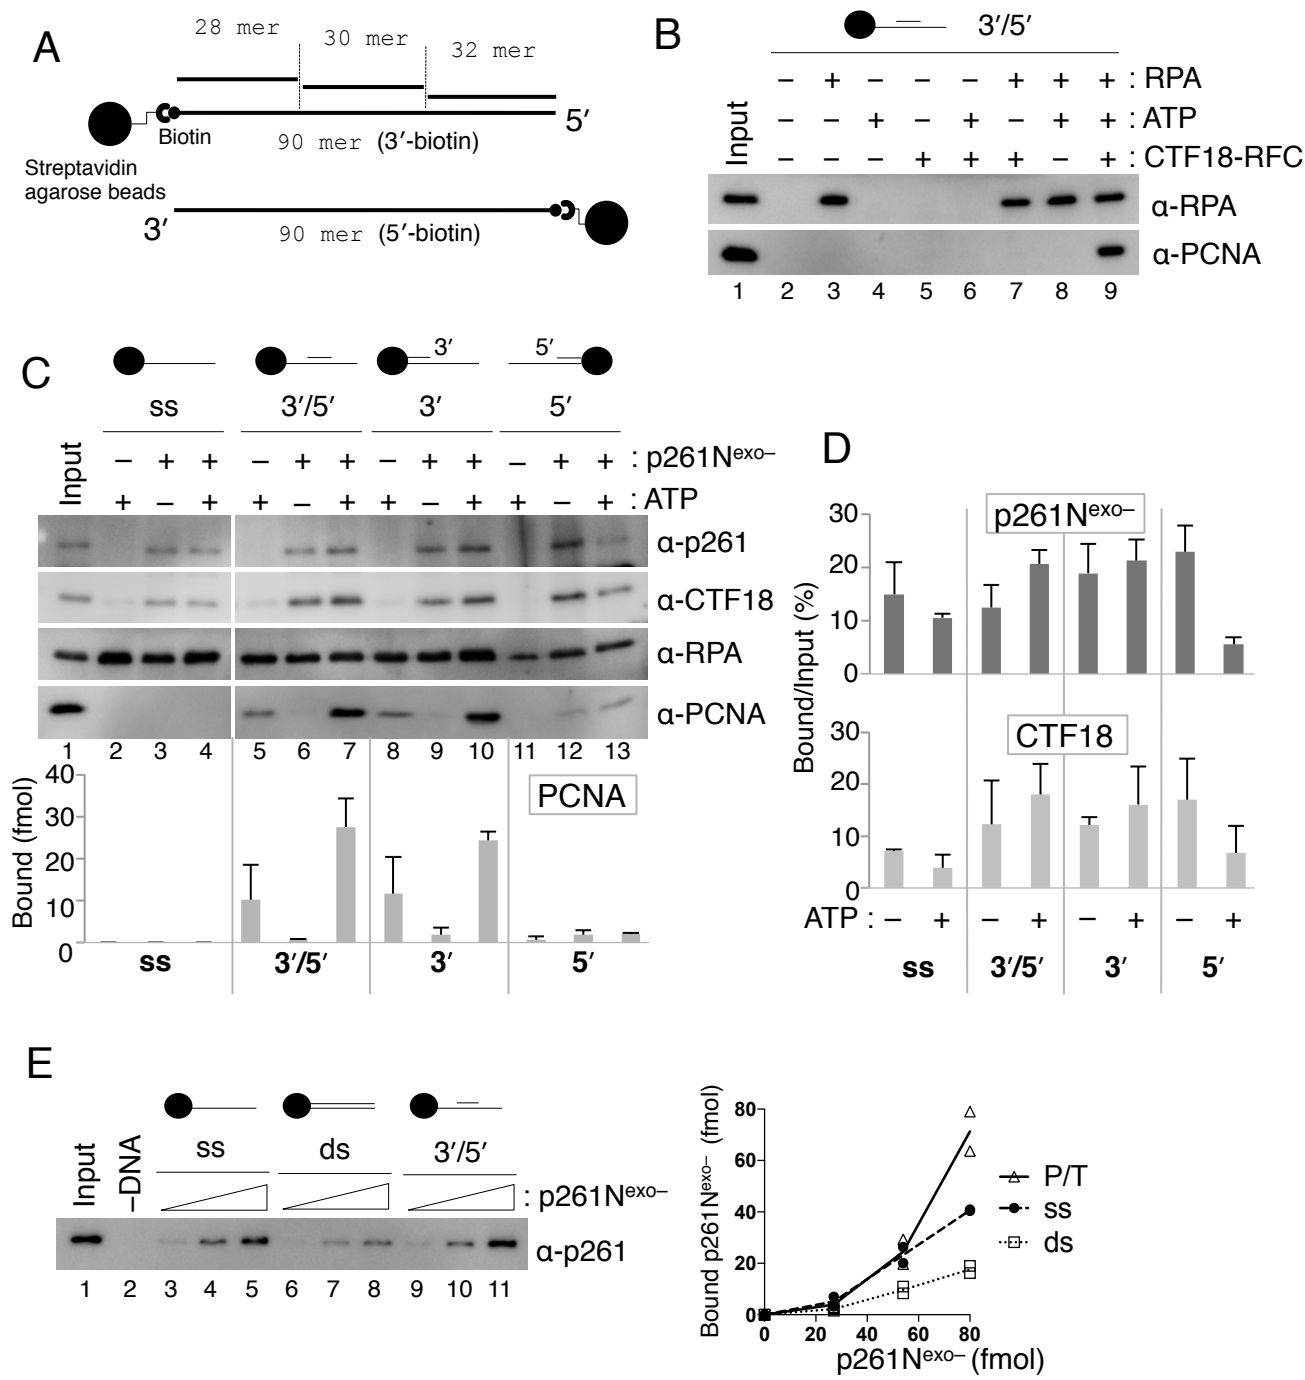 A
28 mer
30 mer
32 mer
5′
Biotin
90 mer (3′-biotin)
Streptavidin
agarose beads
3′
90 mer (5′-biotin)
B
3′/5′
Input
– + – – – + + + : RPA
– – + – + – + + : ATP
– – – + + + – + : CTF18-RFC
α-RPA
α-PCNA
1 2 3 4 5 6 7 8 9
C
3′
5′
ss 3′/5′ 3′ 5′
Input
– + + – + + – + + – + + : p261Nexo–
+ – + + – + + – + + – + : ATP
α-p261
α-CTF18
α-RPA
α-PCNA
1 2 3 4 5 6 7 8 9 10 11 12 13
Bound (fmol)
40
30
20
10
0
PCNA
ss 3′/5′ 3′ 5′
D
Bound/Input (%)
p261Nexo–
30
20
10
0
CTF18
30
20
10
0
ATP : – + – + – + – +
ss 3′/5′ 3′ 5′
E
Input
–DNA
ss ds 3′/5′
: p261Nexo–
α-p261
1 2 3 4 5 6 7 8 9 10 11
Bound p261Nexo– (fmol)
80
60
40
20
0
0 20 40 60 80
p261Nexo– (fmol)
P/T
ss
ds